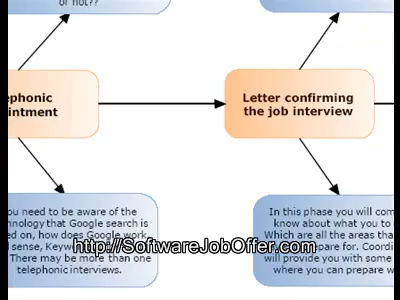 or not??
ephonic
intment
Letter confirming
the job interview
ou need to be aware of the
hnology that Google search is
ed on, how does Google work,
sense, Keyw
There may be more than one
telephonic interviews.
In this phase you will com
know about what you to
Which are all the areas tha
epare for. Coordi
will provide you with some
where you can prepare w
http://SoftwareJobOffer.com